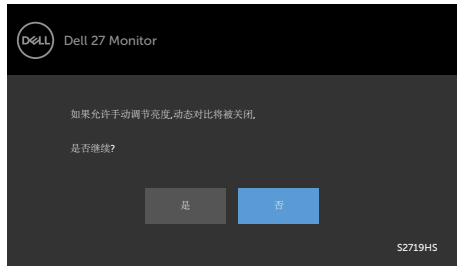 DELL
Dell 27 Monitor
如果允许手动调节亮度,动态对比将被关闭,
是否继续?
是 否
S2719HS